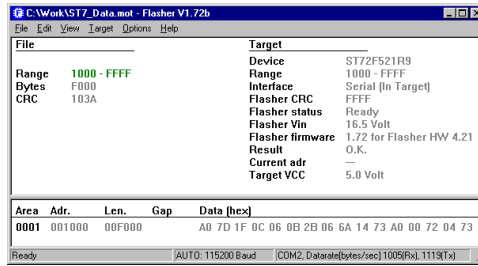 C:\Work\ST7_Data.mot - Flasher V1.72b
File Edit View Target Options Help
File
Range 1000 - FFFF
Bytes F000
CRC 103A
Target
Device ST72F521R9
Range 1000 - FFFF
Interface Serial (In Target)
Flasher CRC FFFF
Flasher status Ready
Flasher Vin 16.5 Volt
Flasher firmware 1.72 for Flasher HW 4.21
Result O.K.
Current adr —
Target VCC 5.0 Volt
Area Adr. Len. Gap Data (hex)
0001 001000 00F000 A0 7D 1F 0C 06 0B 2B 06 6A 14 73 A0 00 72 04 73
Ready AUTO: 115200 Baud COM2, Datarate[bytes/sec] 1005(Rx), 1119(Tx)